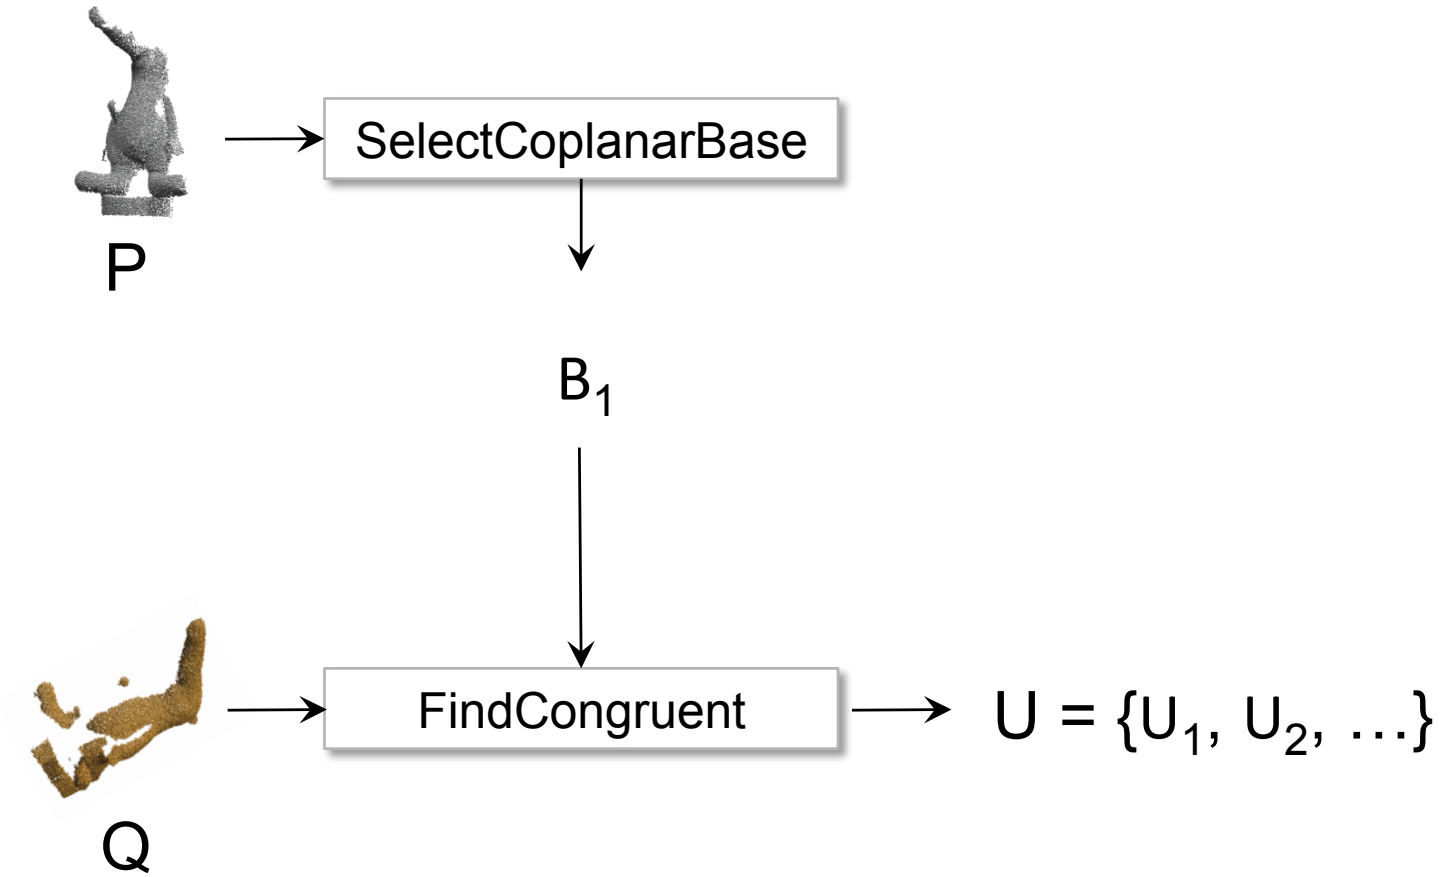 SelectCoplanarBase
P
B₁
FindCongruent
U = {U₁, U₂, ...}
Q